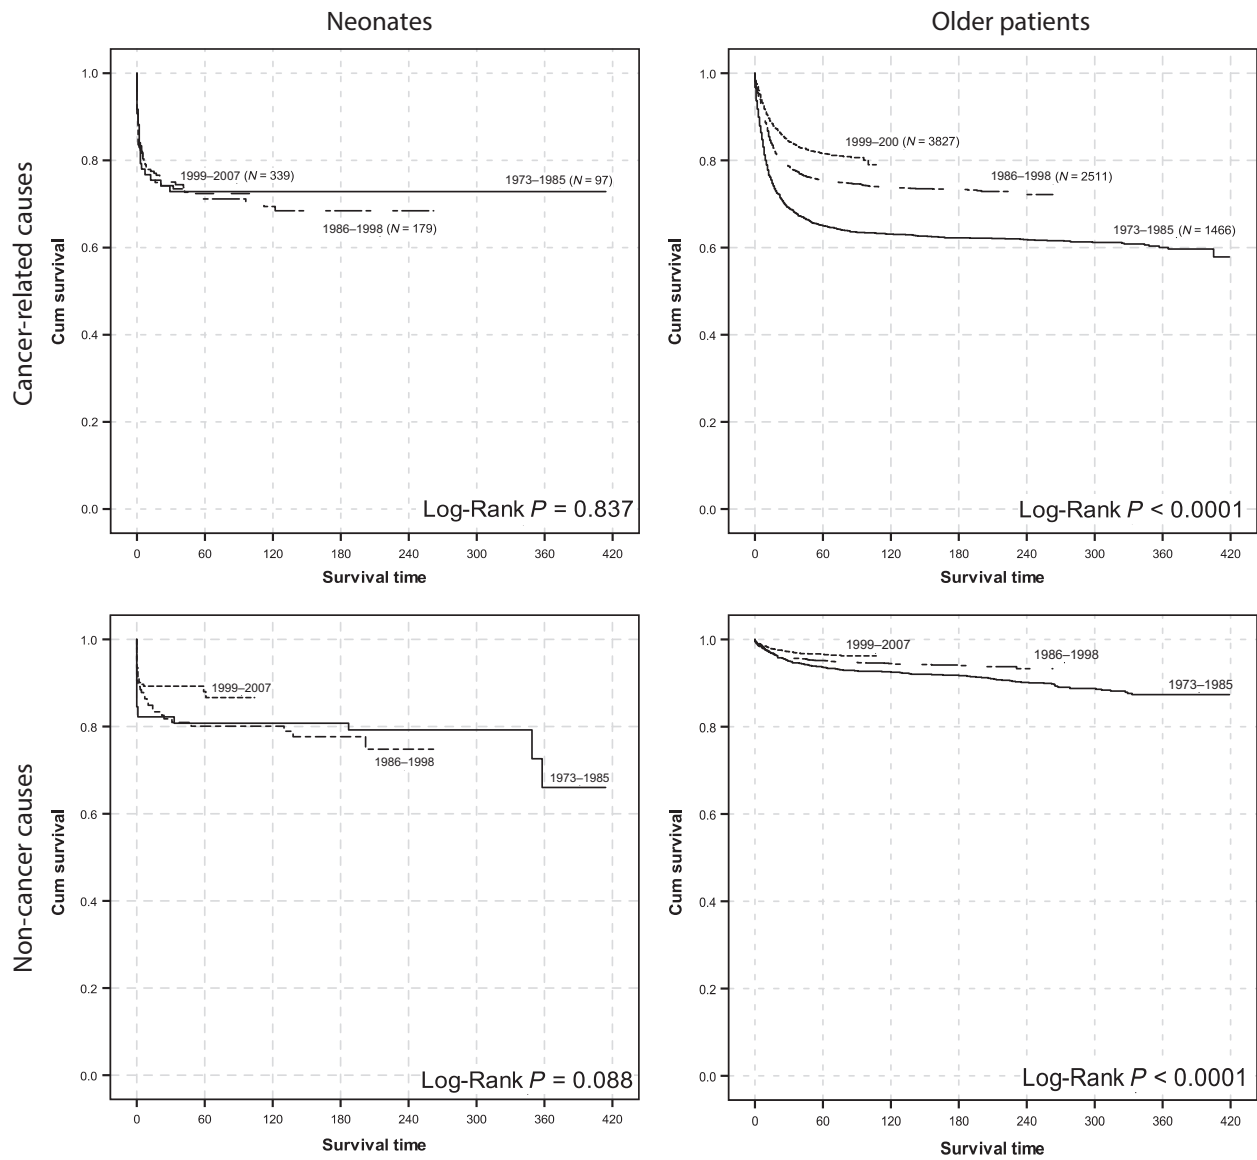 Neonates
Older patients
Cancer-related causes
Cum survival
1.0
0.8
0.6
0.4
0.2
0.0
1999–2007 (N = 339)
1973–1985 (N = 97)
1986–1998 (N = 179)
Log-Rank P = 0.837
0 60 120 180 240 300 360 420
Survival time
Cum survival
1.0
0.8
0.6
0.4
0.2
0.0
1999–200 (N = 3827)
1986–1998 (N = 2511)
1973–1985 (N = 1466)
Log-Rank P < 0.0001
0 60 120 180 240 300 360 420
Survival time
Non-cancer causes
Cum survival
1.0
0.8
0.6
0.4
0.2
0.0
1999–2007
1986–1998
1973–1985
Log-Rank P = 0.088
0 60 120 180 240 300 360 420
Survival time
Cum survival
1.0
0.8
0.6
0.4
0.2
0.0
1999–2007
1986–1998
1973–1985
Log-Rank P < 0.0001
0 60 120 180 240 300 360 420
Survival time